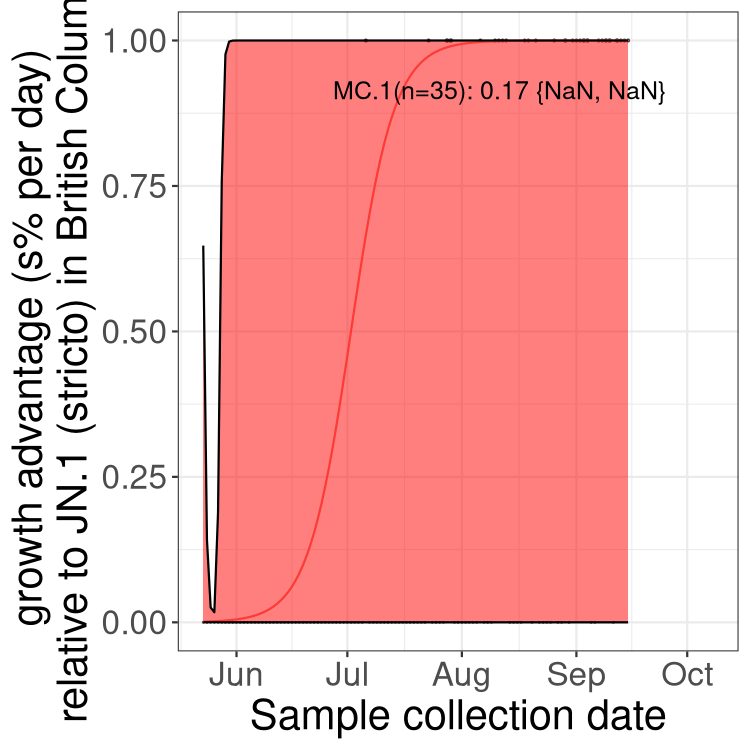 growth advantage (s% per day)
relative to JN.1 (stricto) in British Colum
1.00
0.75
0.50
0.25
0.00
MC.1(n=35): 0.17 {NaN, NaN}
Jun Jul Aug Sep Oct
Sample collection date